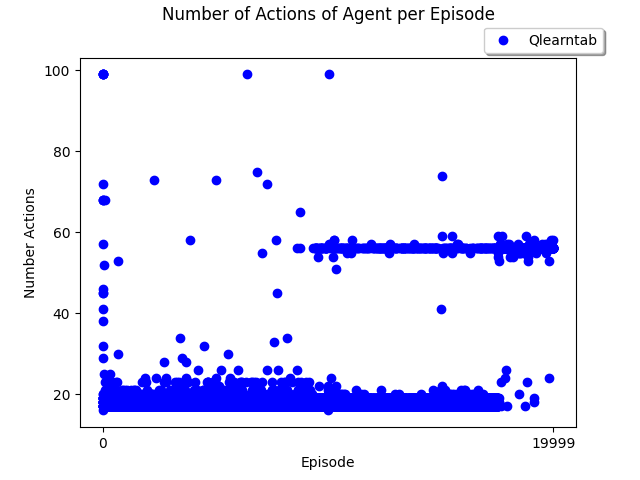 Number of Actions of Agent per Episode
Qlearntab
100
80
60
40
20
Number Actions
0
19999
Episode